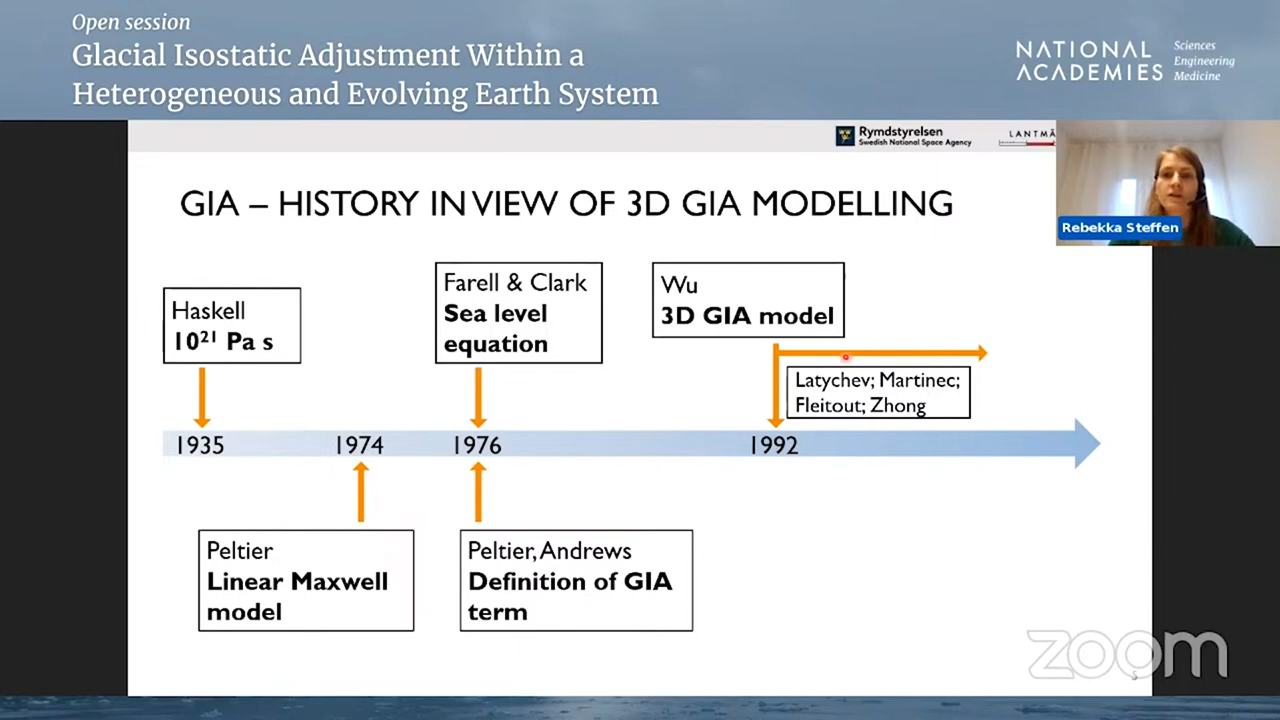 Open session
Glacial Isostatic Adjustment Within a
Heterogeneous and Evolving Earth System
NATIONAL
ACADEMIES
Sciences
Engineering
Medicine
Rymdstyrelsen
Swedish National Space Agency
LANTMÄ
Rebekka Steffen
GIA – HISTORY IN VIEW OF 3D GIA MODELLING
Haskell
10²¹ Pa s
Farell & Clark
Sea level
equation
Wu
3D GIA model
Latychev; Martinec;
Fleitout; Zhong
1935
1974
1976
1992
Peltier
Linear Maxwell
model
Peltier, Andrews
Definition of GIA
term
zoom
5